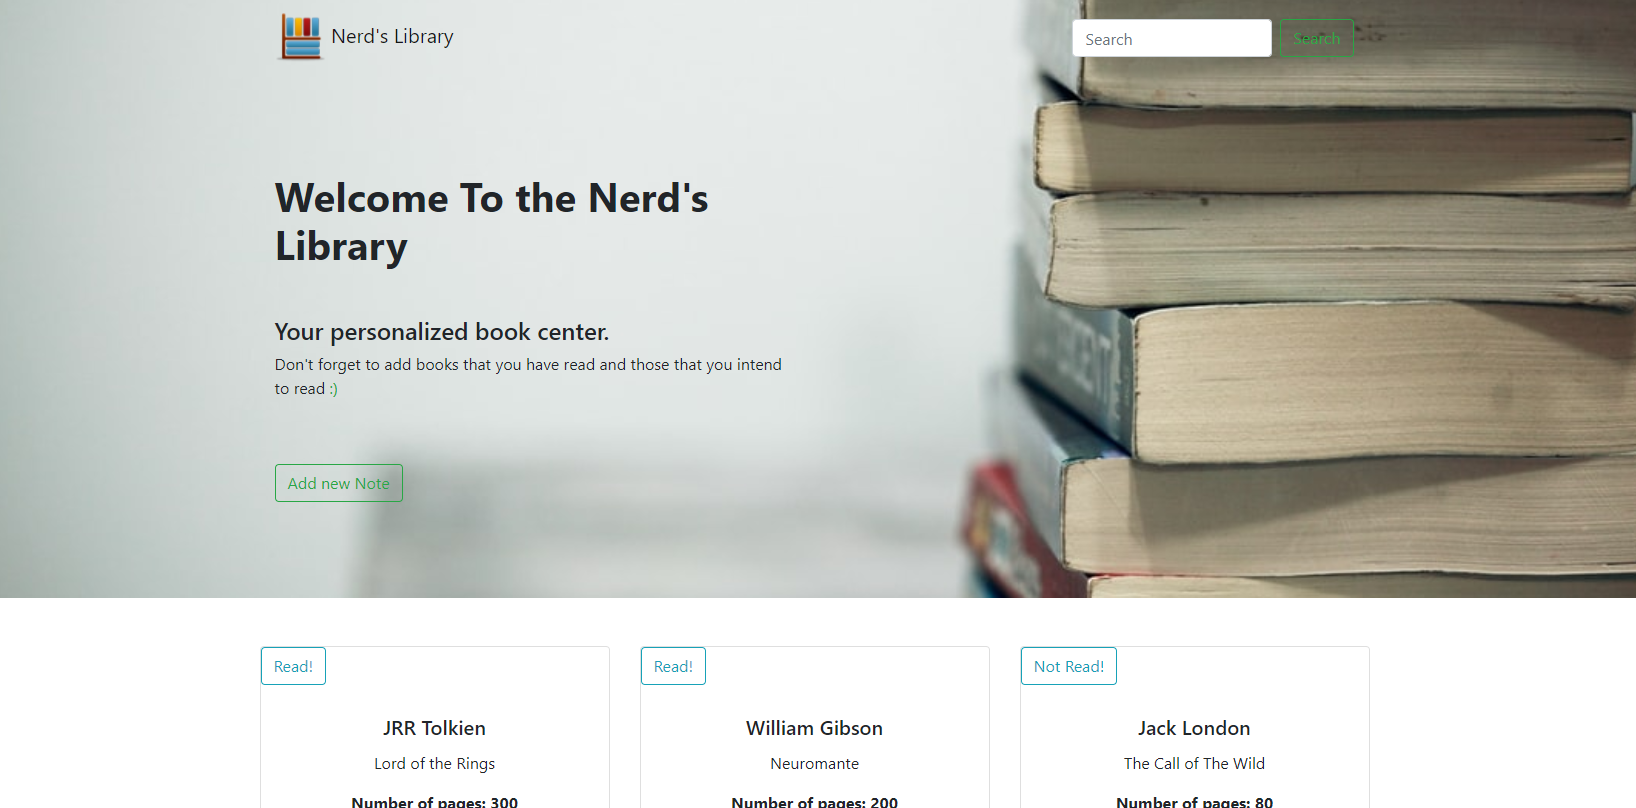 Nerd's Library
Search
Search
Welcome To the Nerd's
Library
Your personalized book center.
Don't forget to add books that you have read and those that you intend
to read :)
Add new Note
Read!
Read!
Not Read!
JRR Tolkien
William Gibson
Jack London
Lord of the Rings
Neuromante
The Call of The Wild
Number of pages: 300
Number of pages: 200
Number of pages: 80